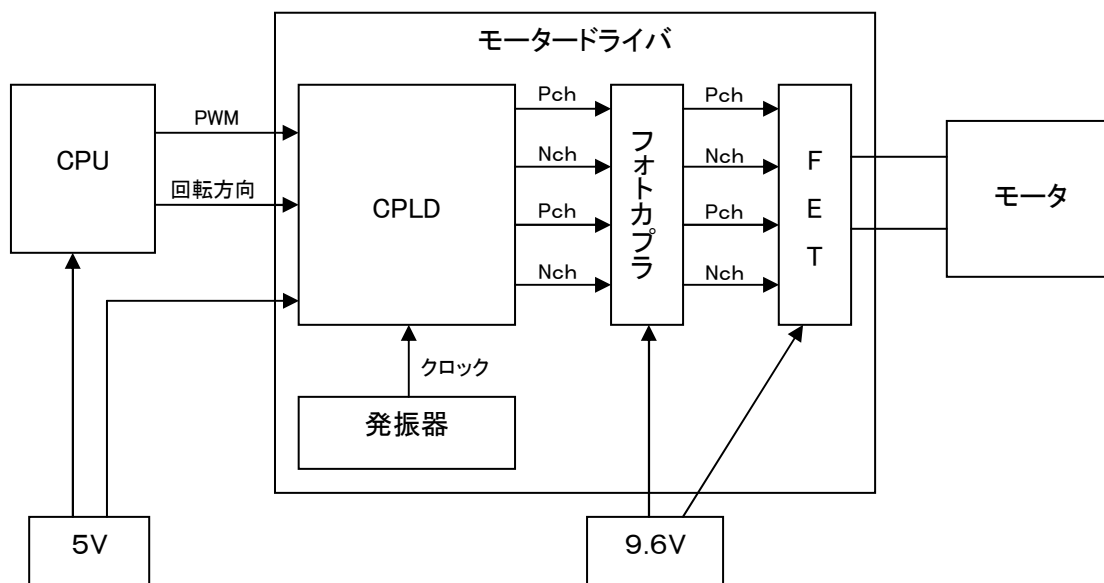 モータードライバ
CPU
PWM
回転方向
CPLD
Pch
Nch
Pch
Nch
フォトカプラ
Pch
Nch
Pch
Nch
FET
モータ
クロック
発振器
5V
9.6V